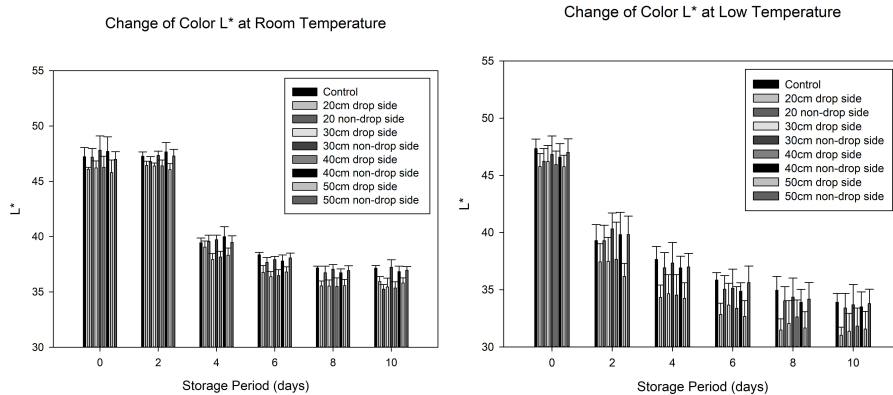 Change of Color L* at Room Temperature
55
50
45
40
35
30
L*
0 2 4 6 8 10
Storage Period (days)
Control
20cm drop side
20 non-drop side
30cm drop side
30cm non-drop side
40cm drop side
40cm non-drop side
50cm drop side
50cm non-drop side
Change of Color L* at Low Temperature
55
50
45
40
35
30
L*
0 2 4 6 8 10
Storage Period (days)
Control
20cm drop side
20 non-drop side
30cm drop side
30cm non-drop side
40cm drop side
40cm non-drop side
50cm drop side
50cm non-drop side